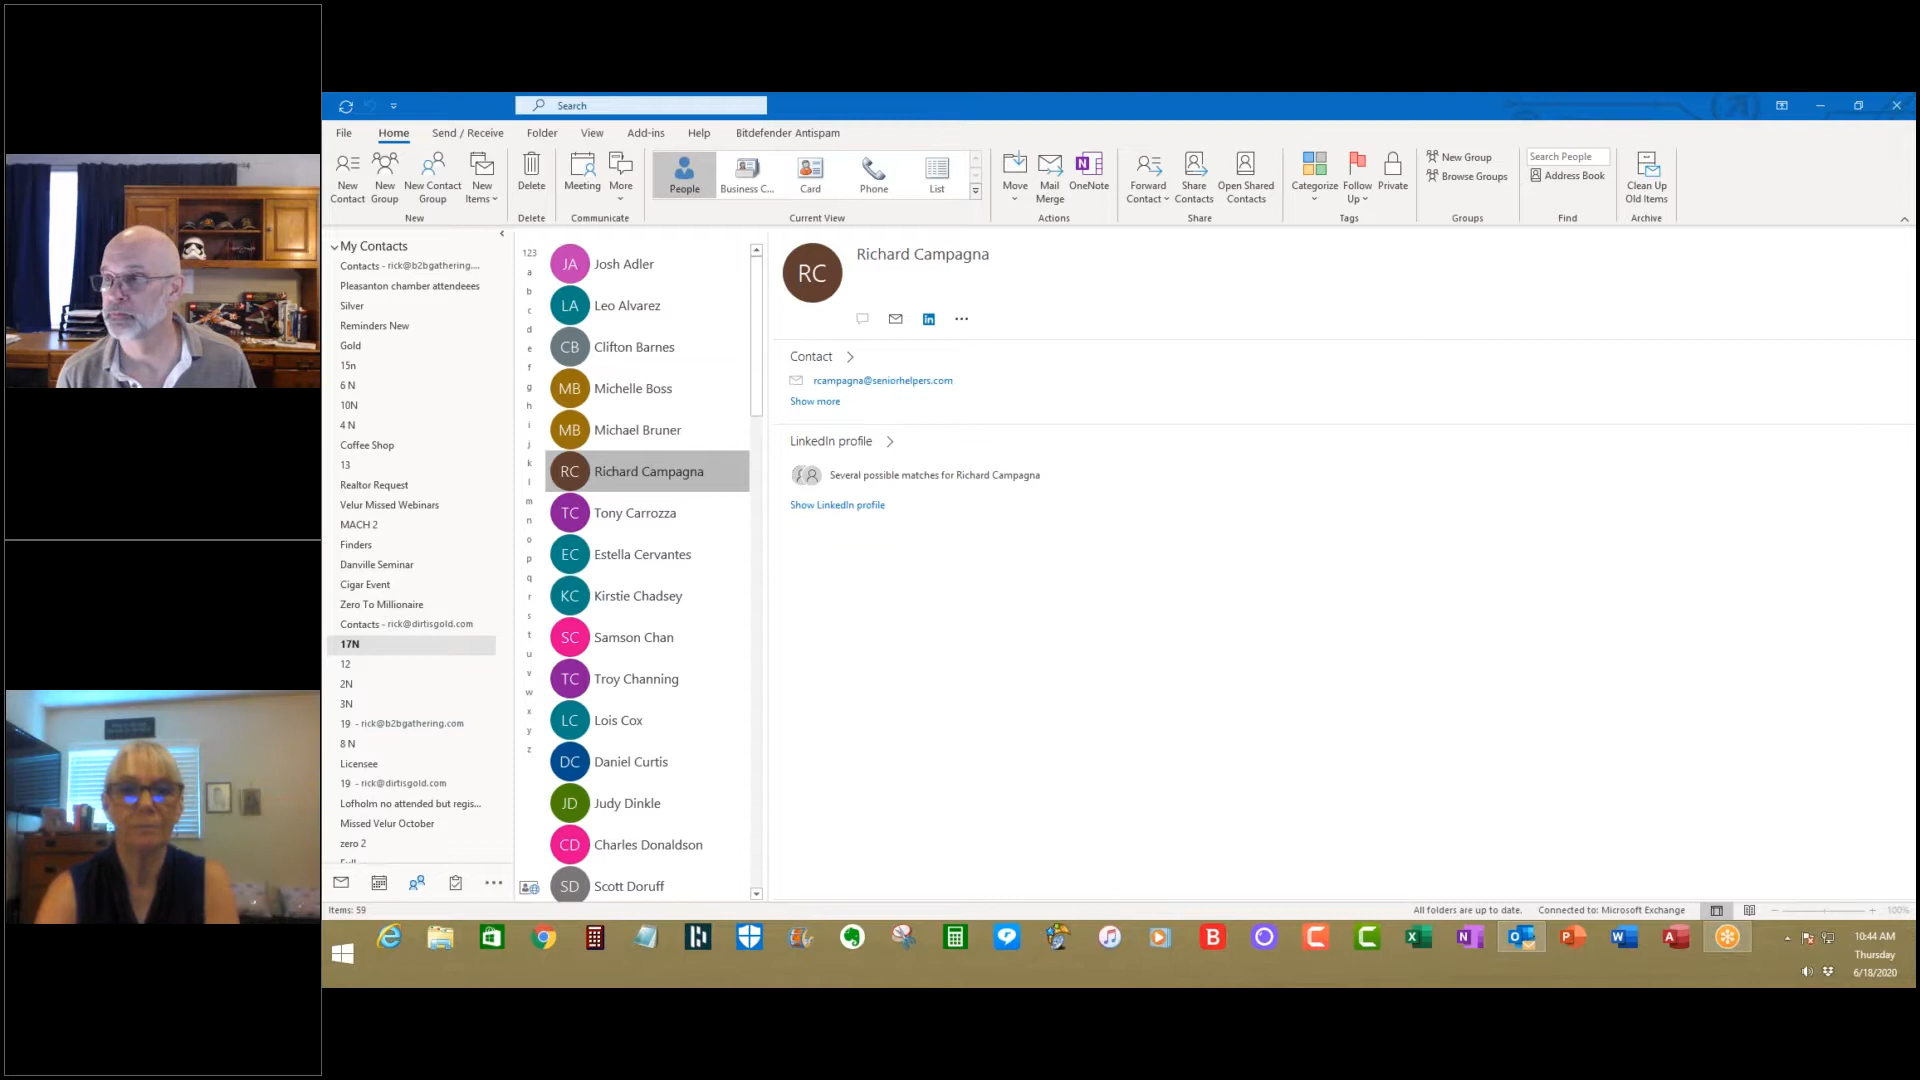 Search
File Home Send / Receive Folder View Add-ins Help Bitdefender Antispam
New Contact
New Group
New Contact Group
New Items
New
Delete
Delete
Meeting
More
Communicate
People
Business C...
Card
Phone
List
Current View
Move
Mail Merge
OneNote
Actions
Forward Contact
Share Contacts
Open Shared Contacts
Share
Categorize
Follow Up
Private
Tags
New Group
Browse Groups
Groups
Search People
Address Book
Find
Clean Up Old Items
Archive
My Contacts
Contacts - rick@b2bgathering....
Pleasanton chamber attendeees
Silver
Reminders New
Gold
15n
6 N
10N
4 N
Coffee Shop
13
Realtor Request
Velur Missed Webinars
MACH 2
Finders
Danville Seminar
Cigar Event
Zero To Millionaire
Contacts - rick@dirtisgold.com
17N
12
2N
3N
19 - rick@b2bgathering.com
8 N
Licensee
19 - rick@dirtisgold.com
Lofholm no attended but regis...
Missed Velur October
zero 2
123
a
b
c
d
e
f
g
h
i
j
k
l
m
n
o
p
q
r
s
t
u
v
w
x
y
z
JA Josh Adler
LA Leo Alvarez
CB Clifton Barnes
MB Michelle Boss
MB Michael Bruner
RC Richard Campagna
TC Tony Carrozza
EC Estella Cervantes
KC Kirstie Chadsey
SC Samson Chan
TC Troy Channing
LC Lois Cox
DC Daniel Curtis
JD Judy Dinkle
CD Charles Donaldson
SD Scott Doruff
RC
Richard Campagna
Contact
rcampagna@seniorhelpers.com
Show more
LinkedIn profile
Several possible matches for Richard Campagna
Show LinkedIn profile
Items: 59
All folders are up to date. Connected to: Microsoft Exchange
100%
10:44 AM
Thursday
6/18/2020